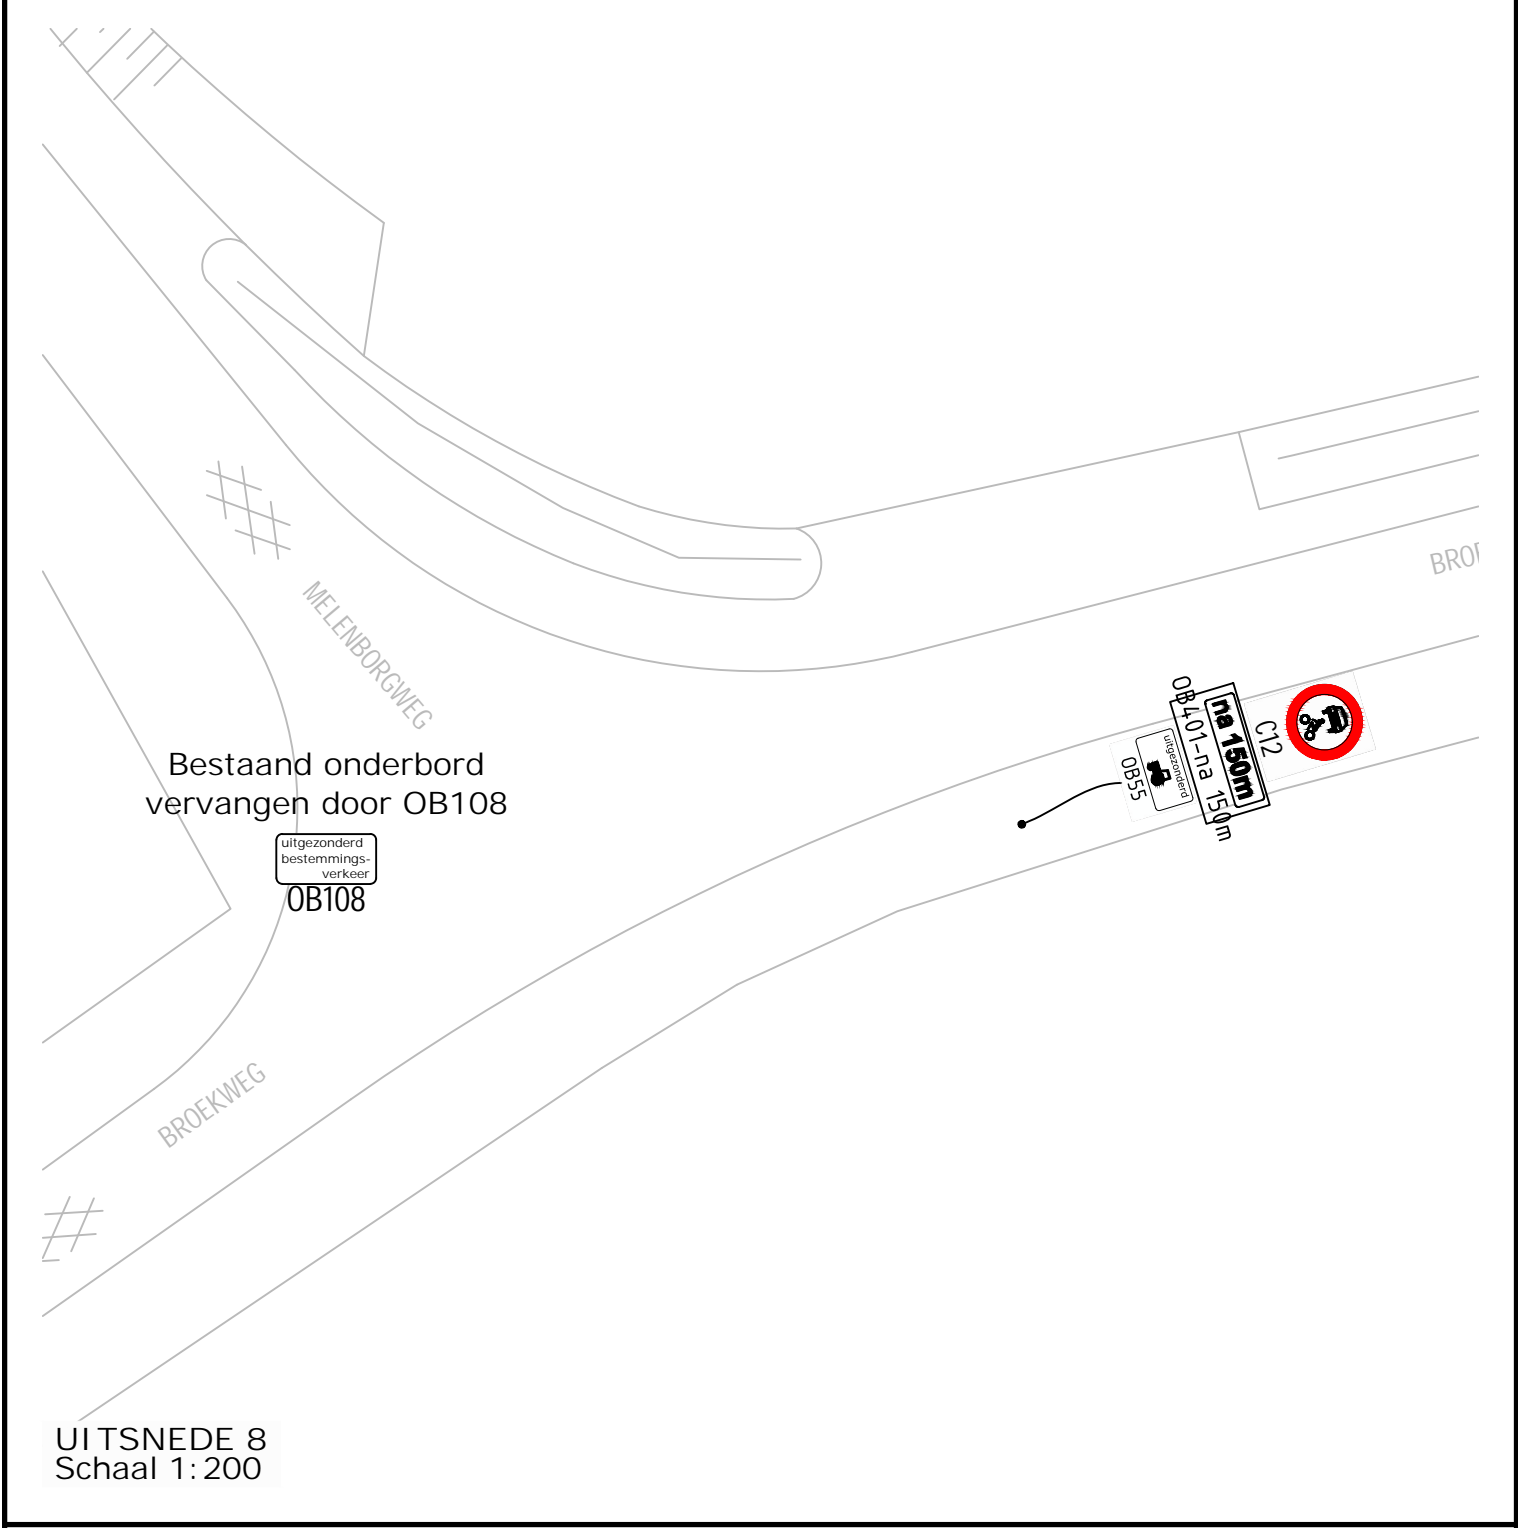 BROE
MELENBORGWEG
Bestaand onderbord
vervangen door OB108
uitgezonderd
bestemmings-
verkeer
OB108
OB55
uitgezonderd
OB401-na 150m
na 150m
C12
BROEKWEG
UITSNEDE 8
Schaal 1:200